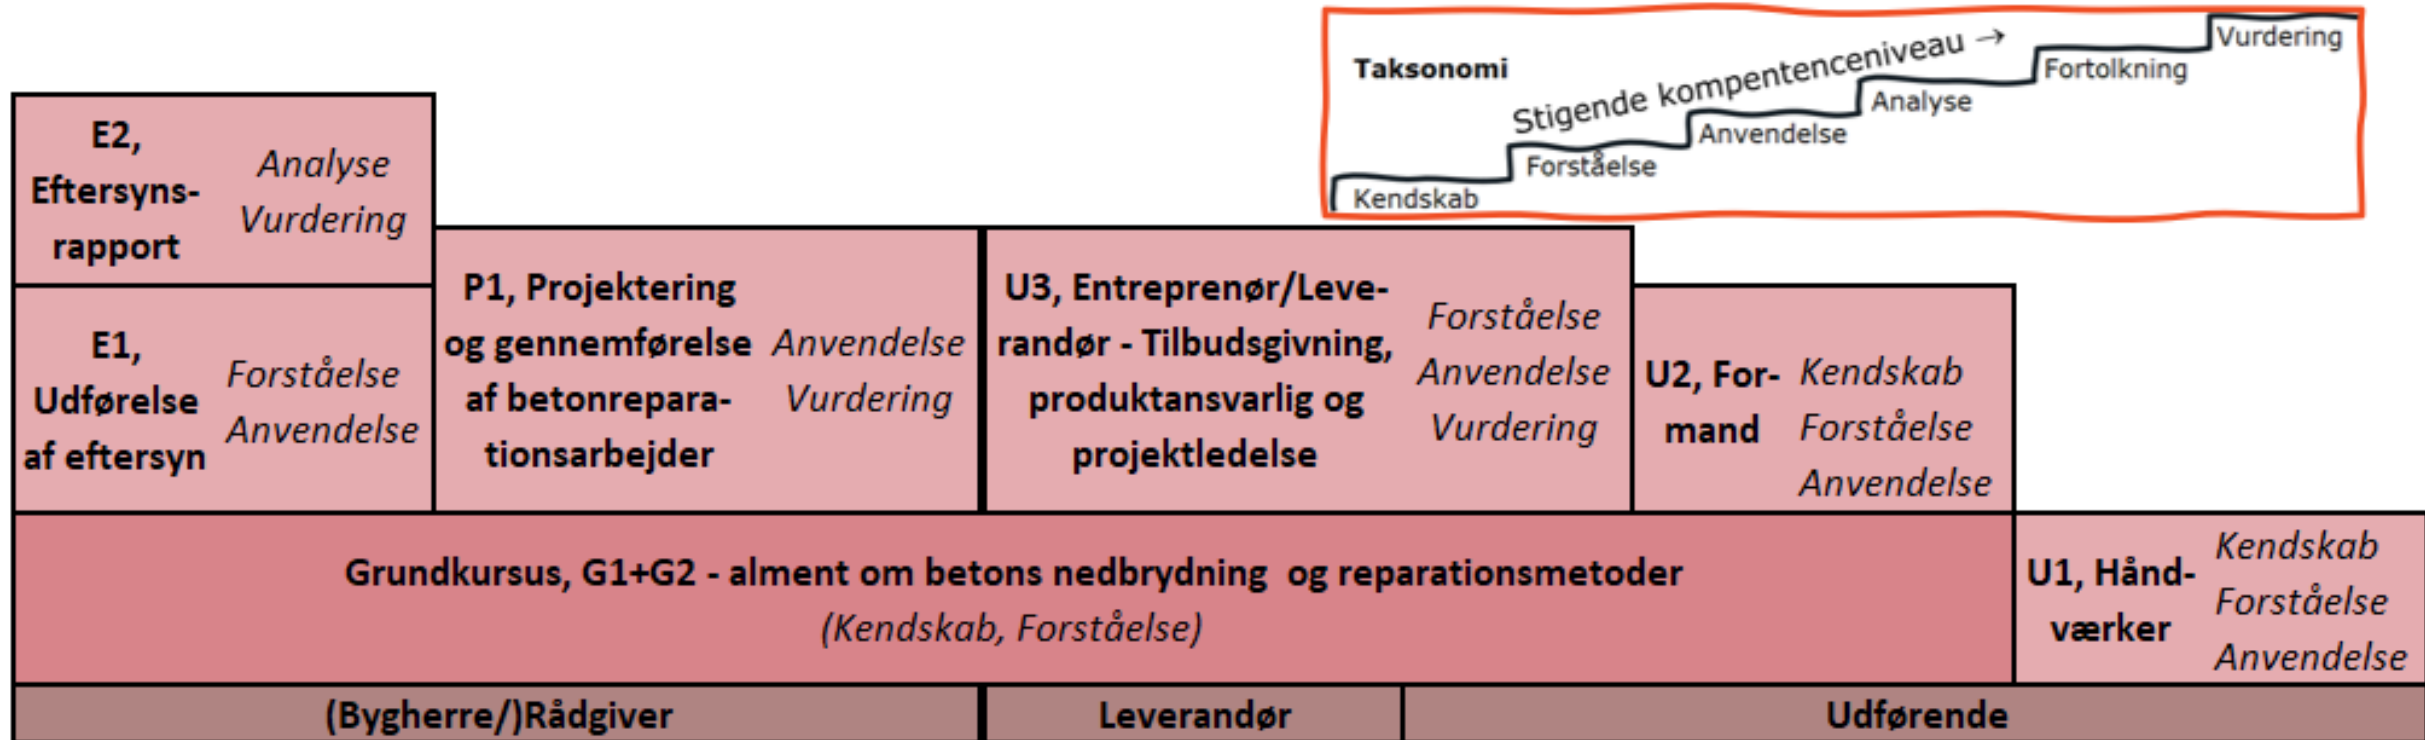 Taksonomi
Stigende kompentenceniveau →
Kendskab
Forståelse
Anvendelse
Analyse
Fortolkning
Vurdering
E2,
Eftersyns-
rapport
Analyse
Vurdering
E1,
Udførelse
af eftersyn
Forståelse
Anvendelse
P1, Projektering
og gennemførelse
af betonrepara-
tionsarbejder
Anvendelse
Vurdering
U3, Entreprenør/Leve-
randør - Tilbudsgivning,
produktansvarlig og
projektledelse
Forståelse
Anvendelse
Vurdering
U2, For-
mand
Kendskab
Forståelse
Anvendelse
Grundkursus, G1+G2 - alment om betons nedbrydning  og reparationsmetoder
(Kendskab, Forståelse)
U1, Hånd-
værker
Kendskab
Forståelse
Anvendelse
(Bygherre/)Rådgiver
Leverandør
Udførende